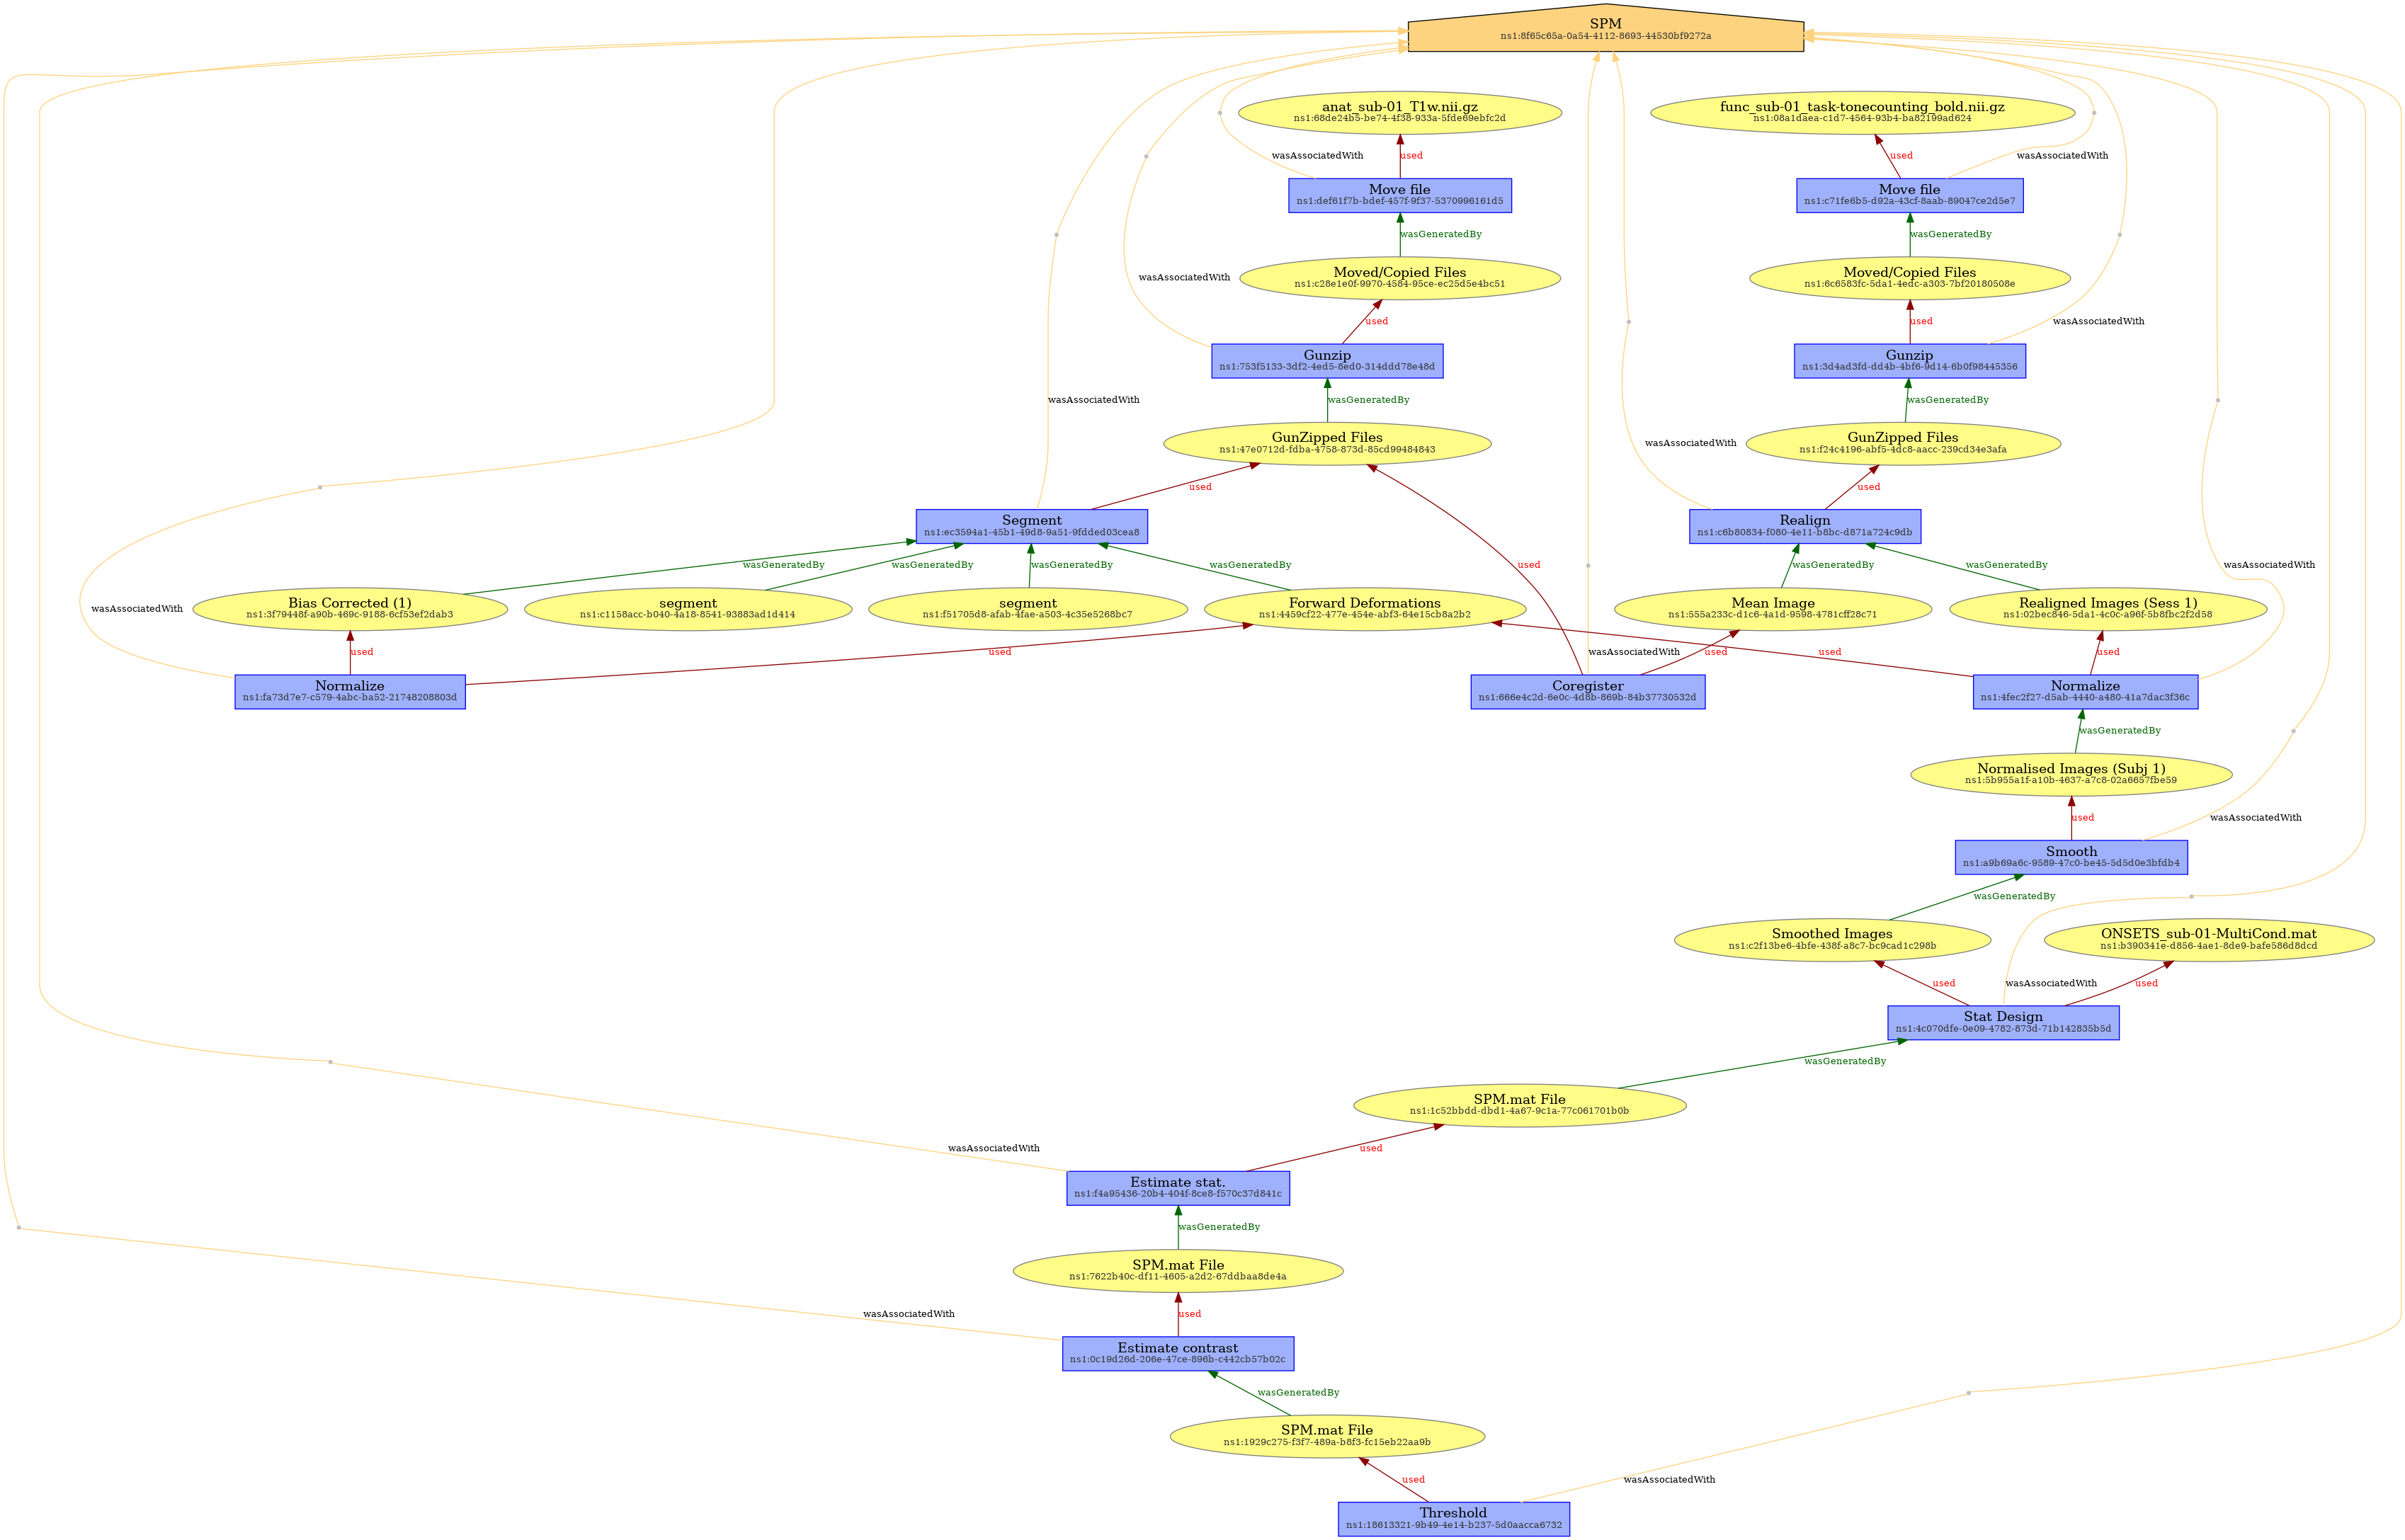 SPM
ns1:8f65c65a-0a54-4112-8693-44530bf9272a
anat_sub-01_T1w.nii.gz
ns1:68de24b5-be74-4f38-933a-5fde69ebfc2d
func_sub-01_task-tonecounting_bold.nii.gz
ns1:08a1daea-c1d7-4564-93b4-ba82199ad624
wasAssociatedWith
used
used
wasAssociatedWith
Move file
ns1:def61f7b-bdef-457f-9f37-5370996161d5
Move file
ns1:c71fe6b5-d92a-43cf-8aab-89047ce2d5e7
wasGeneratedBy
wasGeneratedBy
wasAssociatedWith
Moved/Copied Files
ns1:c28e1e0f-9970-4584-95ce-ec25d5e4bc51
Moved/Copied Files
ns1:6c6583fc-5da1-4edc-a303-7bf20180508e
used
used
wasAssociatedWith
Gunzip
ns1:753f5133-3df2-4ed5-8ed0-314ddd78e48d
Gunzip
ns1:3d4ad3fd-dd4b-4bf6-9d14-6b0f98445356
wasAssociatedWith
wasGeneratedBy
wasGeneratedBy
GunZipped Files
ns1:47e0712d-fdba-4758-873d-85cd99484843
wasAssociatedWith
GunZipped Files
ns1:f24c4196-abf5-4dc8-aacc-239cd34e3afa
used
used
Segment
ns1:ec3594a1-45b1-49d8-9a51-9fdded03cea8
Realign
ns1:c6b80834-f080-4e11-b8bc-d871a724c9db
wasGeneratedBy
wasGeneratedBy
wasGeneratedBy
wasGeneratedBy
used
wasGeneratedBy
wasGeneratedBy
wasAssociatedWith
wasAssociatedWith
Bias Corrected (1)
ns1:3f79448f-a90b-469c-9188-6cf53ef2dab3
segment
ns1:c1158acc-b040-4a18-8541-93883ad1d414
segment
ns1:f51705d8-afab-4fae-a503-4c35e5268bc7
Forward Deformations
ns1:4459cf22-477e-454e-abf3-64e15cb8a2b2
Mean Image
ns1:555a233c-d1c6-4a1d-9598-4781cff28c71
Realigned Images (Sess 1)
ns1:02bec846-5da1-4c0c-a96f-5b8fbc2f2d58
used
used
wasAssociatedWith
used
used
used
Normalize
ns1:fa73d7e7-c579-4abc-ba52-21748208803d
Coregister
ns1:666e4c2d-6e0c-4d8b-869b-84b37730532d
Normalize
ns1:4fec2f27-d5ab-4440-a480-41a7dac3f36c
wasGeneratedBy
Normalised Images (Subj 1)
ns1:5b955a1f-a10b-4637-a7c8-02a6657fbe59
used
wasAssociatedWith
Smooth
ns1:a9b69a6c-9589-47c0-be45-5d5d0e3bfdb4
wasGeneratedBy
Smoothed Images
ns1:c2f13be6-4bfe-438f-a8c7-bc9cad1c298b
ONSETS_sub-01-MultiCond.mat
ns1:b390341e-d856-4ae1-8de9-bafe586d8dcd
used
wasAssociatedWith
used
Stat Design
ns1:4c070dfe-0e09-4782-873d-71b142835b5d
wasGeneratedBy
SPM.mat File
ns1:1c52bbdd-dbd1-4a67-9c1a-77c061701b0b
wasAssociatedWith
used
Estimate stat.
ns1:f4a95436-20b4-404f-8ce8-f570c37d841c
wasGeneratedBy
SPM.mat File
ns1:7622b40c-df11-4605-a2d2-67ddbaa8de4a
wasAssociatedWith
used
Estimate contrast
ns1:0c19d26d-206e-47ce-896b-c442cb57b02c
wasGeneratedBy
SPM.mat File
ns1:1929c275-f3f7-489a-b8f3-fc15eb22aa9b
used
wasAssociatedWith
Threshold
ns1:18613321-9b49-4e14-b237-5d0aacca6732